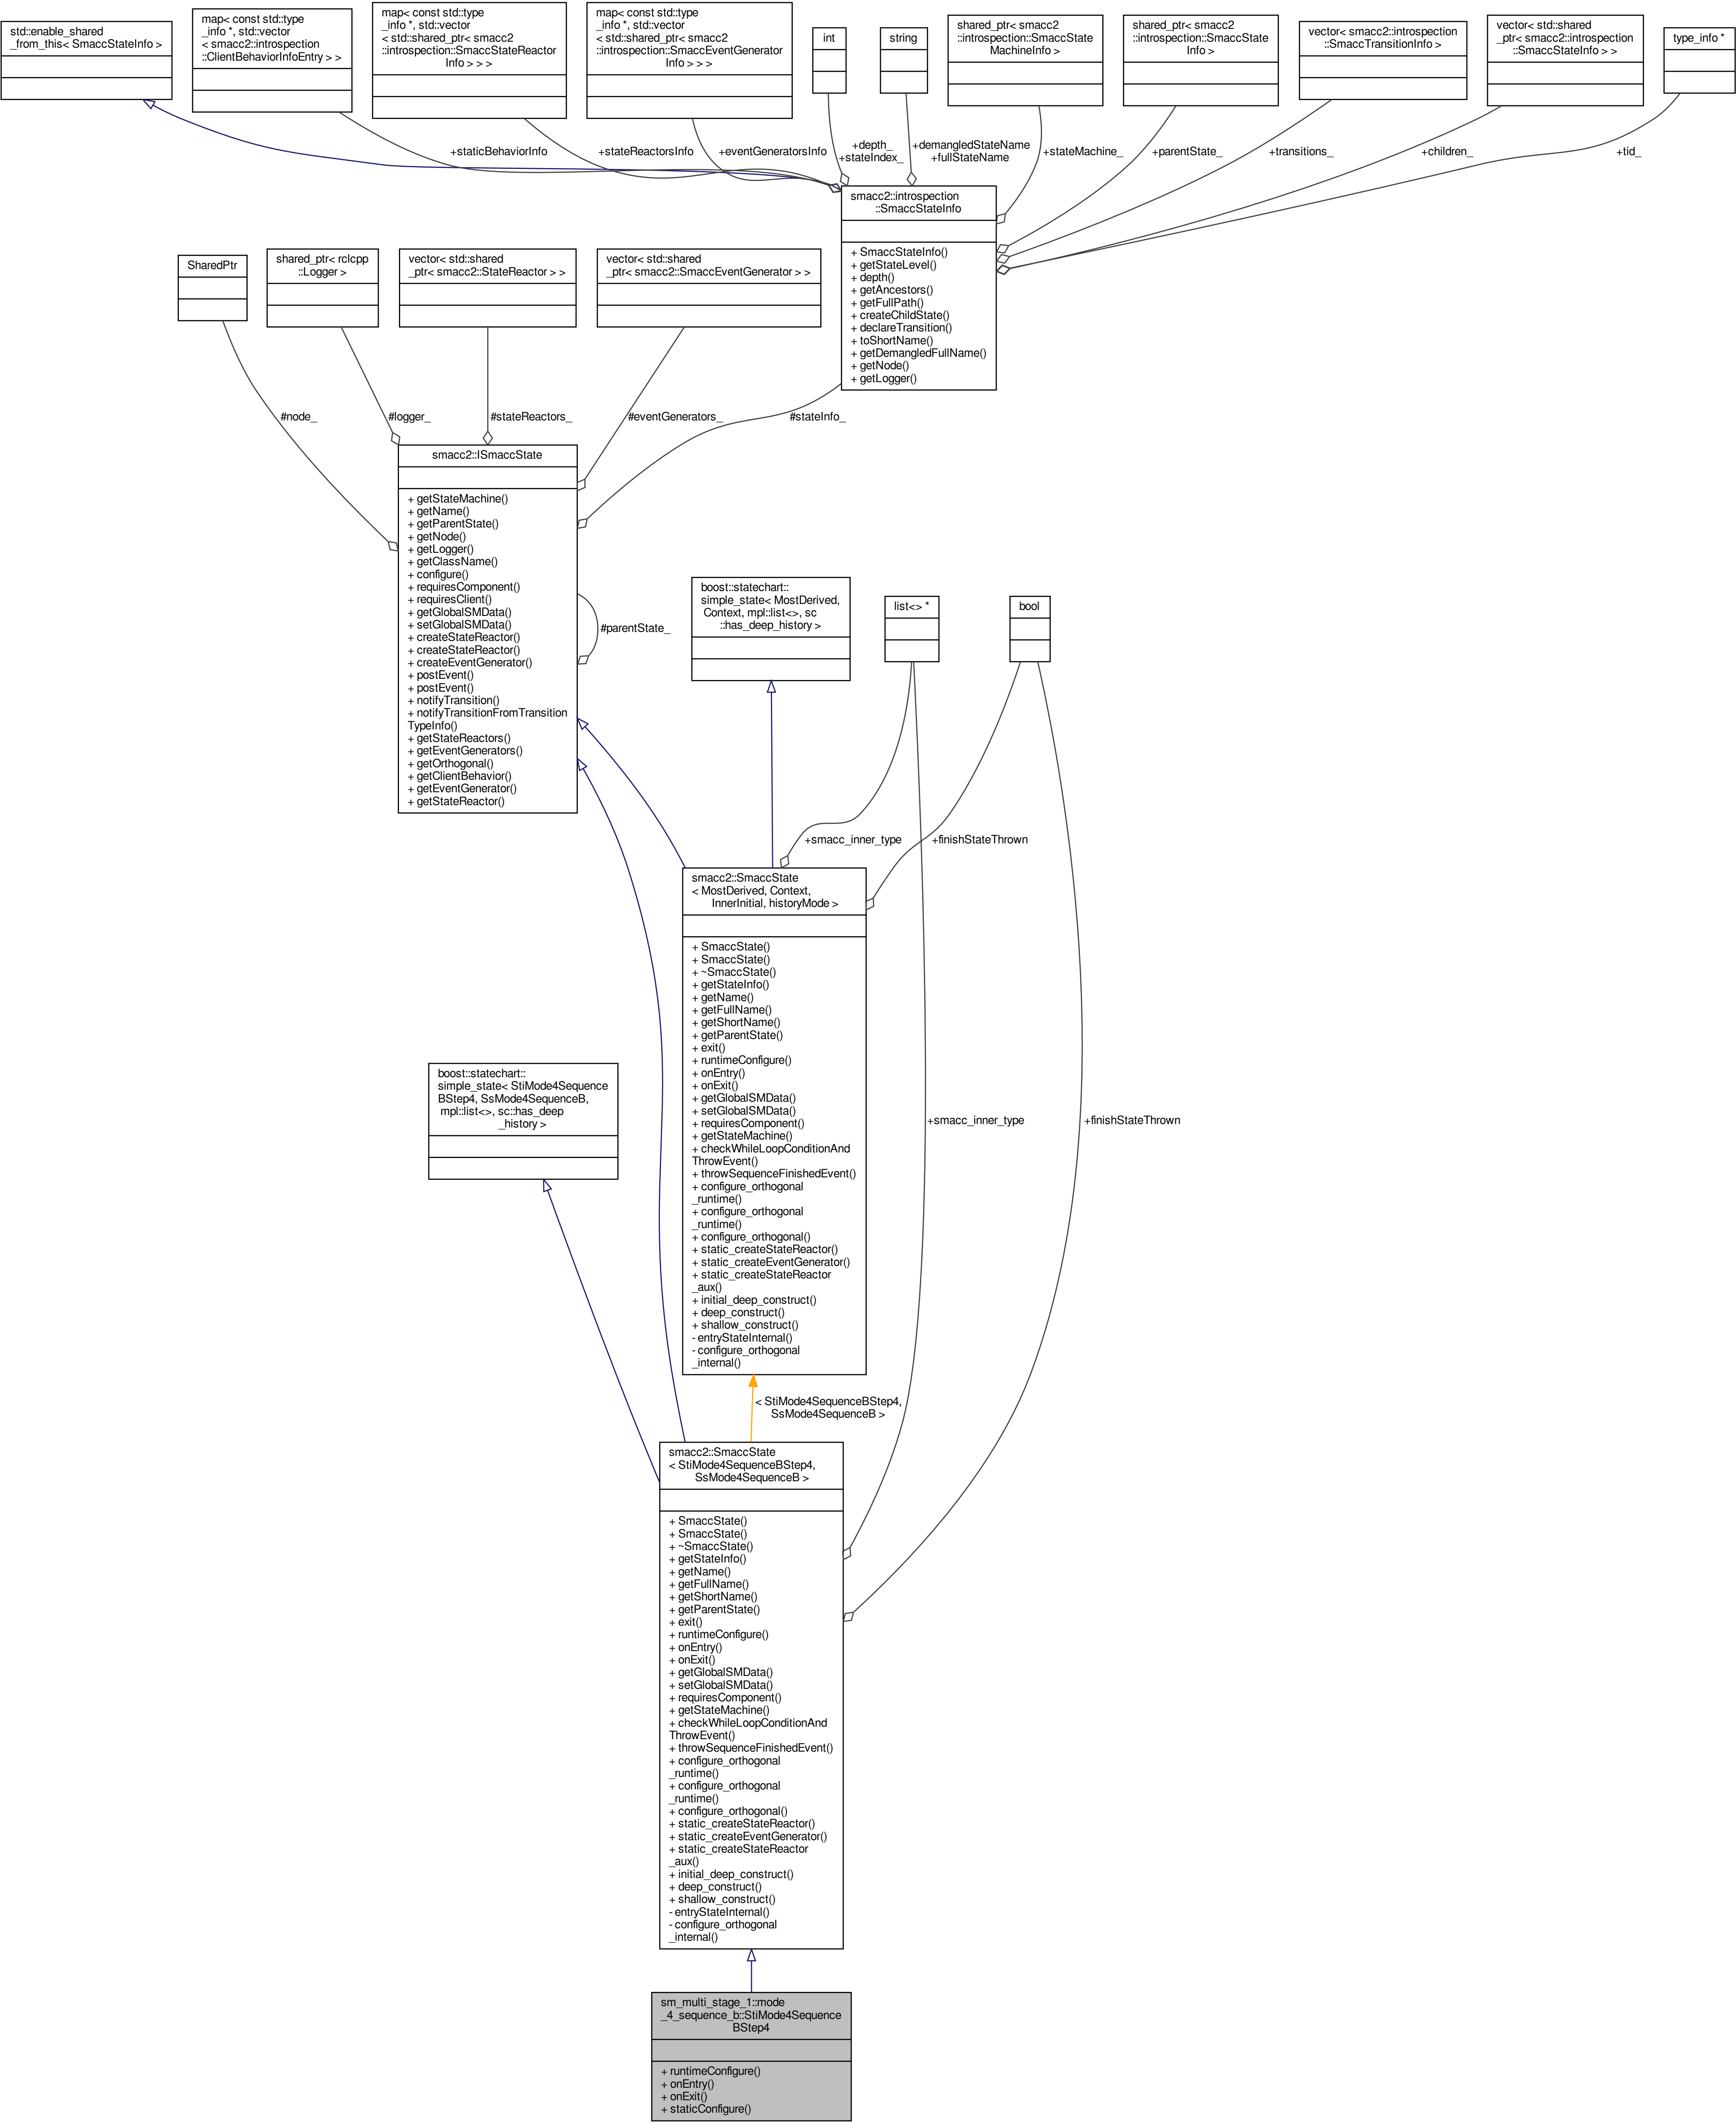 std::enable_shared
_from_this< SmaccStateInfo >
map< const std::type
_info *, std::vector
< smacc2::introspection
::ClientBehaviorInfoEntry > >
map< const std::type
_info *, std::vector
< std::shared_ptr< smacc2
::introspection::SmaccStateReactor
Info > > >
map< const std::type
_info *, std::vector
< std::shared_ptr< smacc2
::introspection::SmaccEventGenerator
Info > > >
int
string
shared_ptr< smacc2
::introspection::SmaccState
MachineInfo >
shared_ptr< smacc2
::introspection::SmaccState
Info >
vector< smacc2::introspection
::SmaccTransitionInfo >
vector< std::shared
_ptr< smacc2::introspection
::SmaccStateInfo > >
type_info *
+staticBehaviorInfo
+stateReactorsInfo
+eventGeneratorsInfo
+depth_
+stateIndex_
+demangledStateName
+fullStateName
+stateMachine_
+parentState_
+transitions_
+children_
+tid_
smacc2::introspection
::SmaccStateInfo
+ SmaccStateInfo()
+ getStateLevel()
+ depth()
+ getAncestors()
+ getFullPath()
+ createChildState()
+ declareTransition()
+ toShortName()
+ getDemangledFullName()
+ getNode()
+ getLogger()
SharedPtr
shared_ptr< rclcpp
::Logger >
vector< std::shared
_ptr< smacc2::StateReactor > >
vector< std::shared
_ptr< smacc2::SmaccEventGenerator > >
#node_
#logger_
#stateReactors_
#eventGenerators_
#stateInfo_
smacc2::ISmaccState
+ getStateMachine()
+ getName()
+ getParentState()
+ getNode()
+ getLogger()
+ getClassName()
+ configure()
+ requiresComponent()
+ requiresClient()
+ getGlobalSMData()
+ setGlobalSMData()
+ createStateReactor()
+ createStateReactor()
+ createEventGenerator()
+ postEvent()
+ postEvent()
+ notifyTransition()
+ notifyTransitionFromTransition
TypeInfo()
+ getStateReactors()
+ getEventGenerators()
+ getOrthogonal()
+ getClientBehavior()
+ getEventGenerator()
+ getStateReactor()
#parentState_
boost::statechart::
simple_state< MostDerived,
Context, mpl::list<>, sc
::has_deep_history >
list<> *
bool
+smacc_inner_type
+finishStateThrown
smacc2::SmaccState
< MostDerived, Context,
InnerInitial, historyMode >
+ SmaccState()
+ SmaccState()
+ ~SmaccState()
+ getStateInfo()
+ getName()
+ getFullName()
+ getShortName()
+ getParentState()
+ exit()
+ runtimeConfigure()
+ onEntry()
+ onExit()
+ getGlobalSMData()
+ setGlobalSMData()
+ requiresComponent()
+ getStateMachine()
+ checkWhileLoopConditionAnd
ThrowEvent()
+ throwSequenceFinishedEvent()
+ configure_orthogonal
_runtime()
+ configure_orthogonal
_runtime()
+ configure_orthogonal()
+ static_createStateReactor()
+ static_createEventGenerator()
+ static_createStateReactor
_aux()
+ initial_deep_construct()
+ deep_construct()
+ shallow_construct()
- entryStateInternal()
- configure_orthogonal
_internal()
boost::statechart::
simple_state< StiMode4Sequence
BStep4, SsMode4SequenceB,
mpl::list<>, sc::has_deep
_history >
+smacc_inner_type
+finishStateThrown
< StiMode4SequenceBStep4,
SsMode4SequenceB >
smacc2::SmaccState
< StiMode4SequenceBStep4,
SsMode4SequenceB >
+ SmaccState()
+ SmaccState()
+ ~SmaccState()
+ getStateInfo()
+ getName()
+ getFullName()
+ getShortName()
+ getParentState()
+ exit()
+ runtimeConfigure()
+ onEntry()
+ onExit()
+ getGlobalSMData()
+ setGlobalSMData()
+ requiresComponent()
+ getStateMachine()
+ checkWhileLoopConditionAnd
ThrowEvent()
+ throwSequenceFinishedEvent()
+ configure_orthogonal
_runtime()
+ configure_orthogonal
_runtime()
+ configure_orthogonal()
+ static_createStateReactor()
+ static_createEventGenerator()
+ static_createStateReactor
_aux()
+ initial_deep_construct()
+ deep_construct()
+ shallow_construct()
- entryStateInternal()
- configure_orthogonal
_internal()
sm_multi_stage_1::mode
_4_sequence_b::StiMode4Sequence
BStep4
+ runtimeConfigure()
+ onEntry()
+ onExit()
+ staticConfigure()